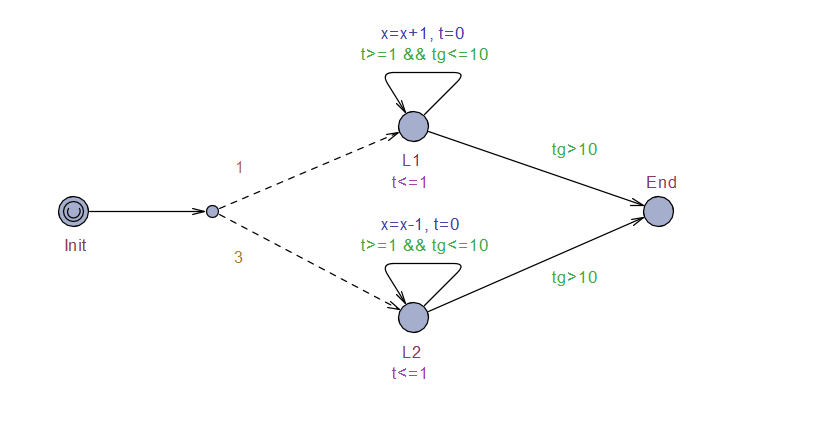 x=x+1, t=0
t>=1 && tg<=10
L1
t<=1
1
tg>10
Init
End
3
x=x-1, t=0
t>=1 && tg<=10
L2
t<=1
tg>10